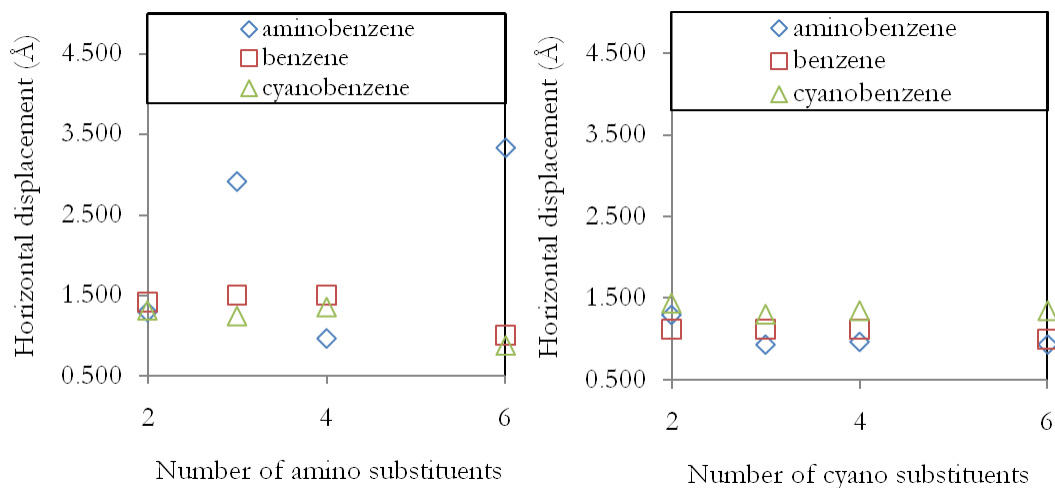 Horizontal displacement (Å)
4.500
3.500
2.500
1.500
0.500
aminobenzene
benzene
cyanobenzene
2
4
6
Number of amino substituents
Horizontal displacement (Å)
4.500
3.500
2.500
1.500
0.500
aminobenzene
benzene
cyanobenzene
2
4
6
Number of cyano substituents